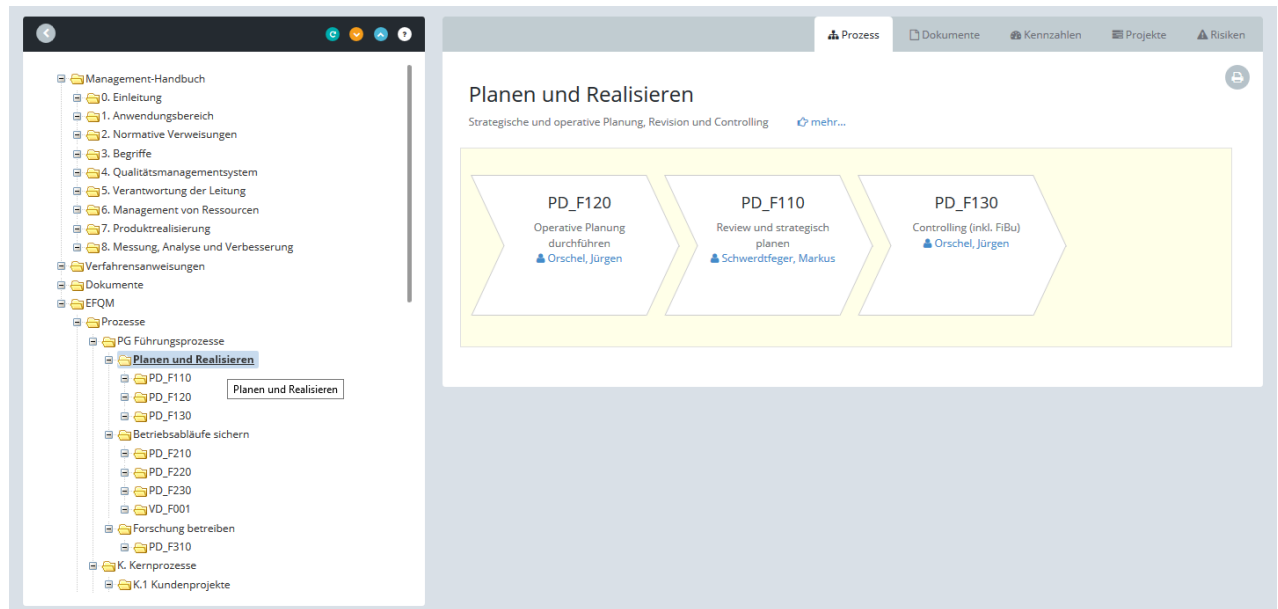 Prozess
Dokumente
Kennzahlen
Projekte
Risiken
Management-Handbuch
0. Einleitung
1. Anwendungsbereich
2. Normative Verweisungen
3. Begriffe
4. Qualitätsmanagementsystem
5. Verantwortung der Leitung
6. Management von Ressourcen
7. Produktrealisierung
8. Messung, Analyse und Verbesserung
Verfahrensanweisungen
Dokumente
EFQM
Prozesse
PG Führungsprozesse
Planen und Realisieren
PD_F110
Planen und Realisieren
PD_F120
PD_F130
Betriebsabläufe sichern
PD_F210
PD_F220
PD_F230
VD_F001
Forschung betreiben
PD_F310
K. Kernprozesse
K.1 Kundenprojekte
Planen und Realisieren
Strategische und operative Planung, Revision und Controlling
mehr...
PD_F120
Operative Planung
durchführen
Orschel, Jürgen
PD_F110
Review und strategisch
planen
Schwerdtfeger, Markus
PD_F130
Controlling (inkl. FiBu)
Orschel, Jürgen